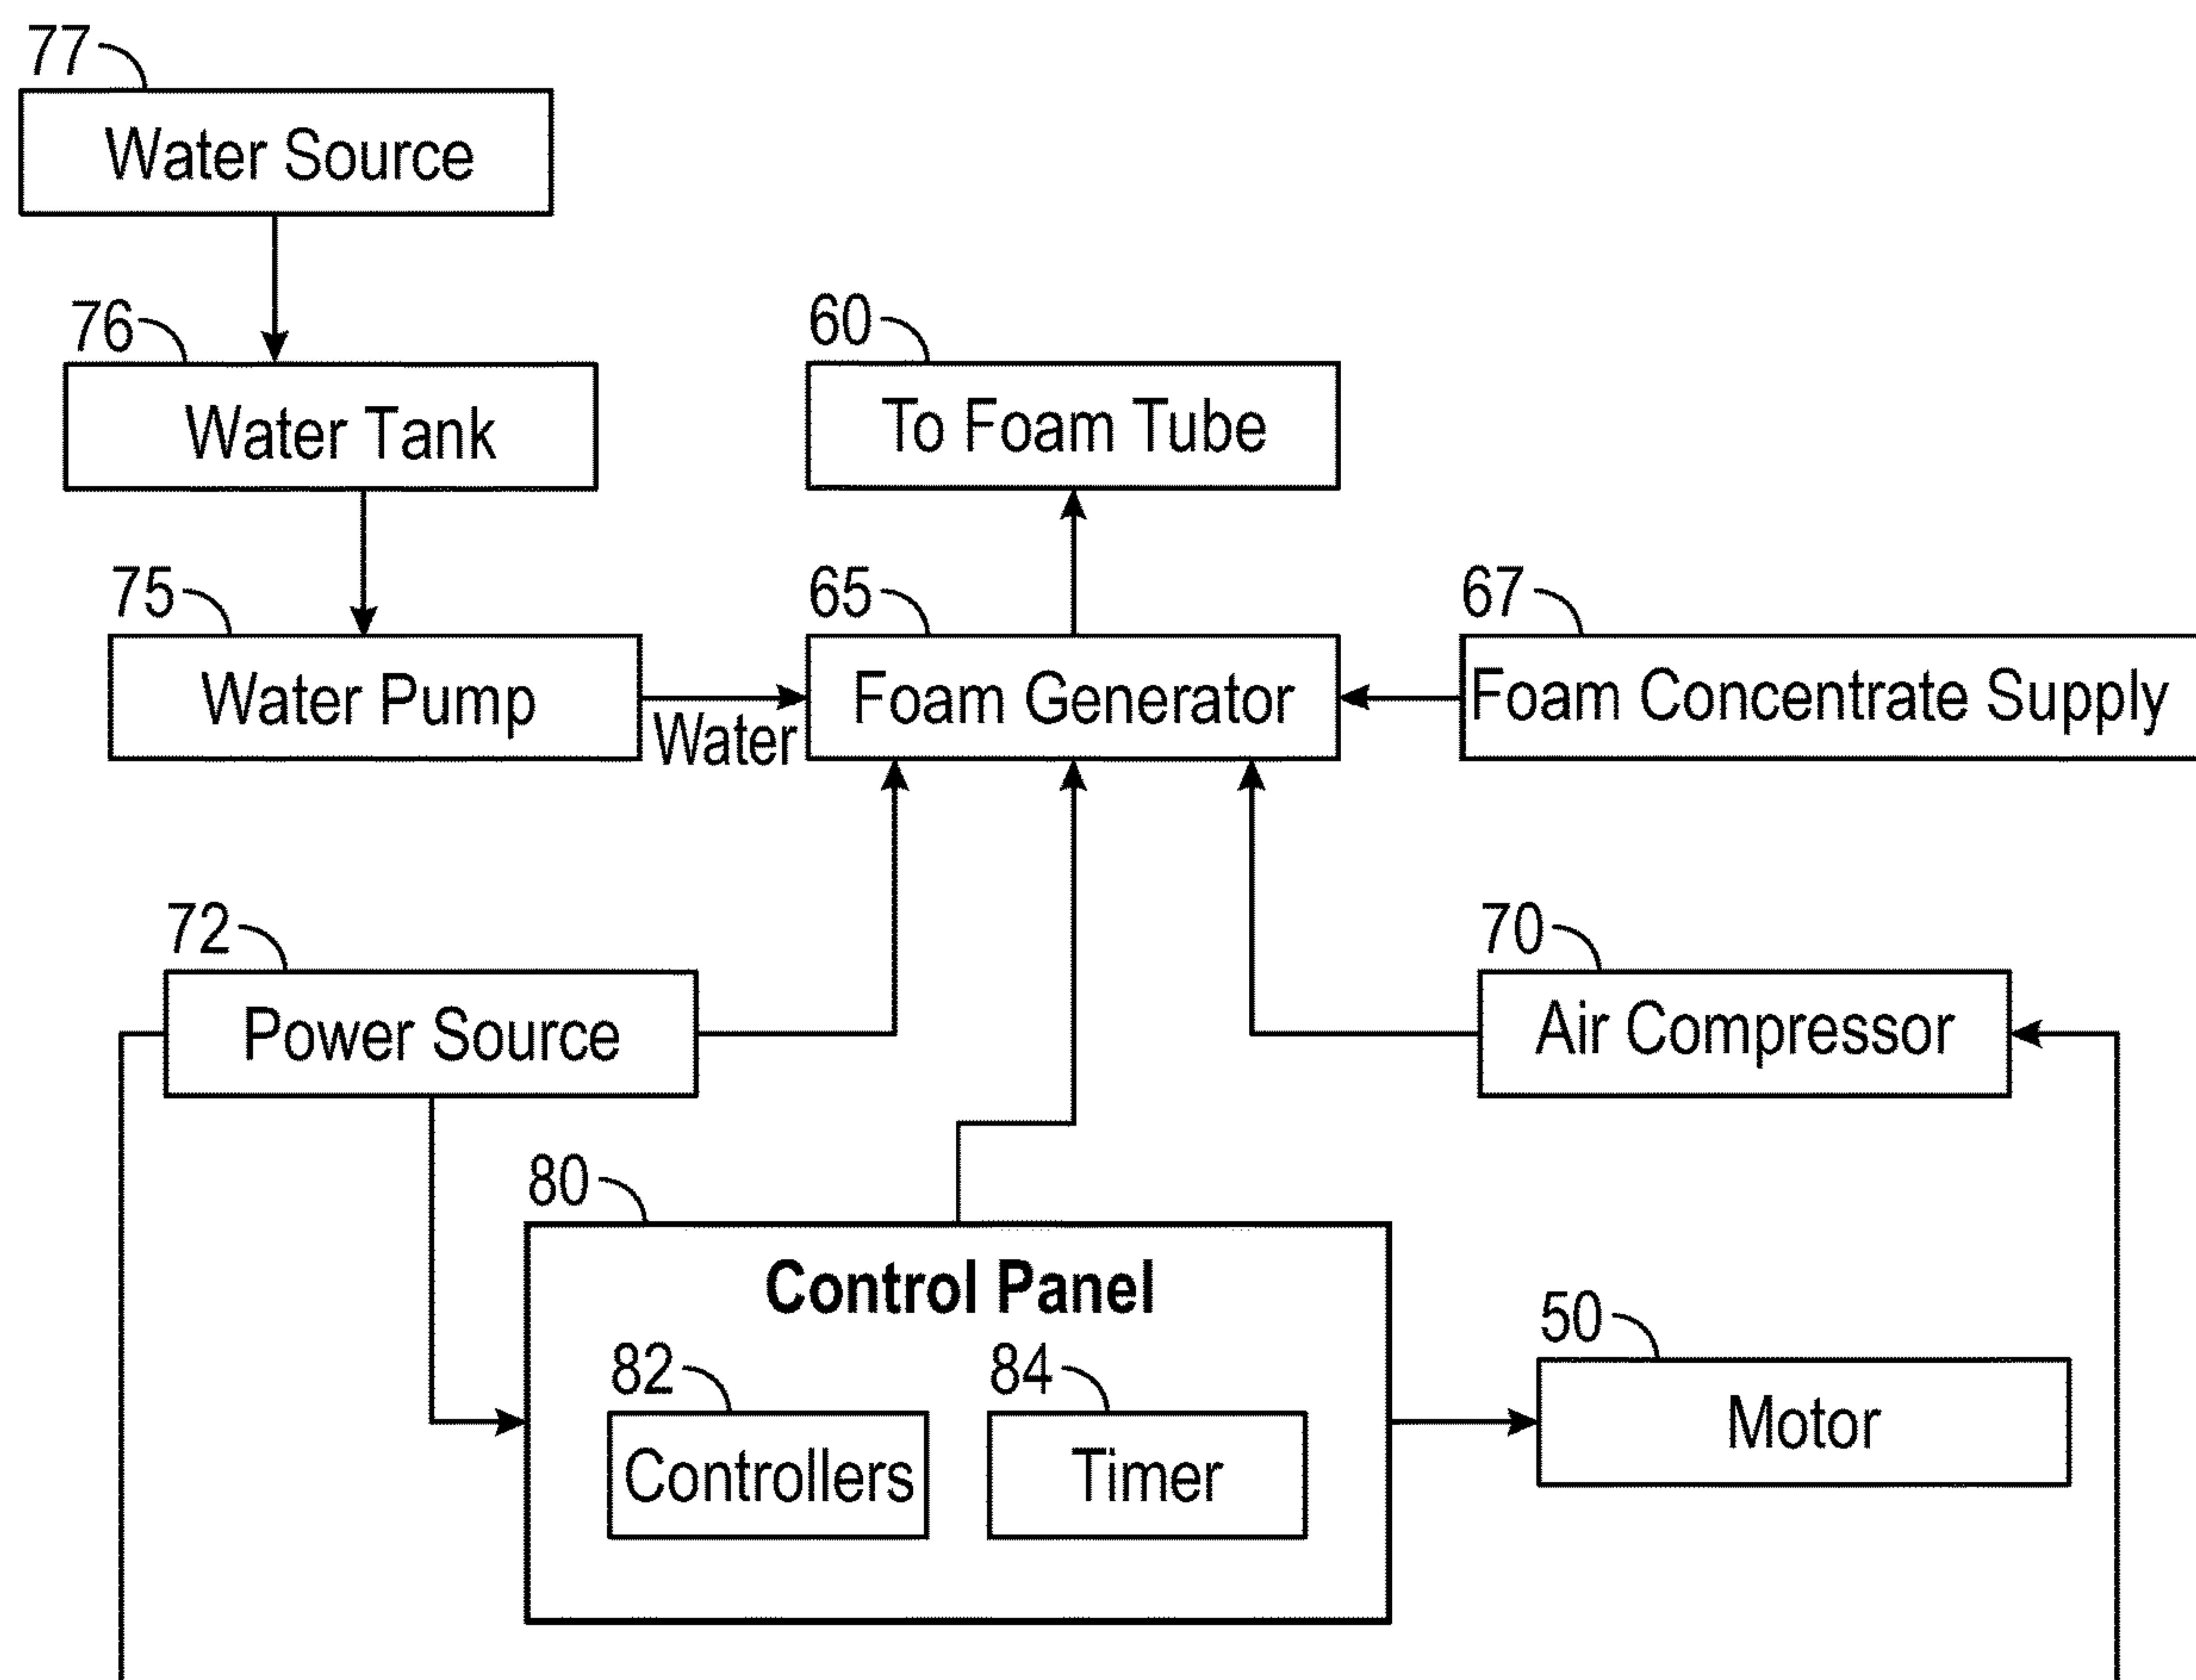 77
Water Source
76
Water Tank
60
To Foam Tube
75
Water Pump
Water
65
Foam Generator
67
Foam Concentrate Supply
72
Power Source
70
Air Compressor
80
Control Panel
82
Controllers
84
Timer
50
Motor